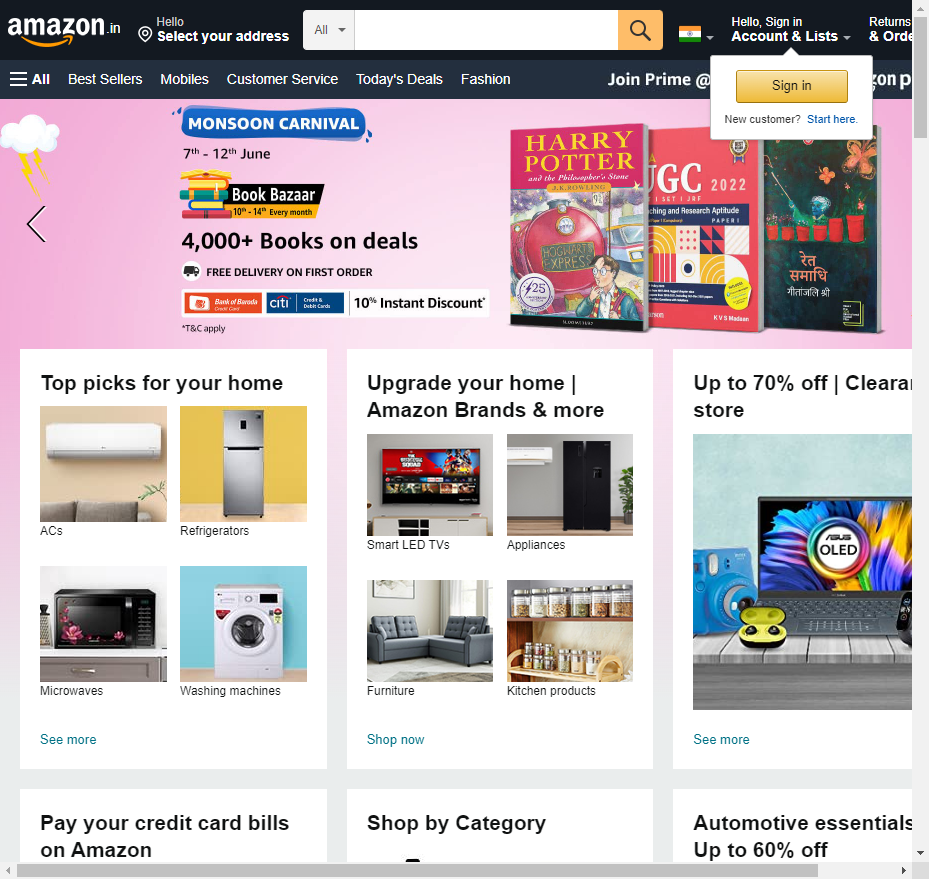 amazon.in
Hello
Select your address
All
Hello, Sign in
Account & Lists
Returns
& Orde
All
Best Sellers
Mobiles
Customer Service
Today's Deals
Fashion
Join Prime @
zon p
Sign in
New customer? Start here.
MONSOON CARNIVAL
7th - 12th June
Book Bazaar
10th - 14th Every month
4,000+ Books on deals
FREE DELIVERY ON FIRST ORDER
Bank of Baroda
Credit Card
citi
Credit &
Debit Cards
10% Instant Discount*
*T&C apply
HARRY
POTTER
and the Philosopher's Stone
J.K. ROWLING
HOGWARTS
EXPRESS
25
BLOOMSBURY
UGC
2022
SET | JRF
ching and Research Aptitude
PAPER I
K V S Madaan
रेत
समाधि
गीतांजलि श्री
Top picks for your home
ACs
Refrigerators
Microwaves
Washing machines
See more
Upgrade your home |
Amazon Brands & more
Smart LED TVs
Appliances
Furniture
Kitchen products
Shop now
Up to 70% off | Clearan
store
ASUS
OLED
See more
Pay your credit card bills
on Amazon
Shop by Category
Automotive essentials
Up to 60% off